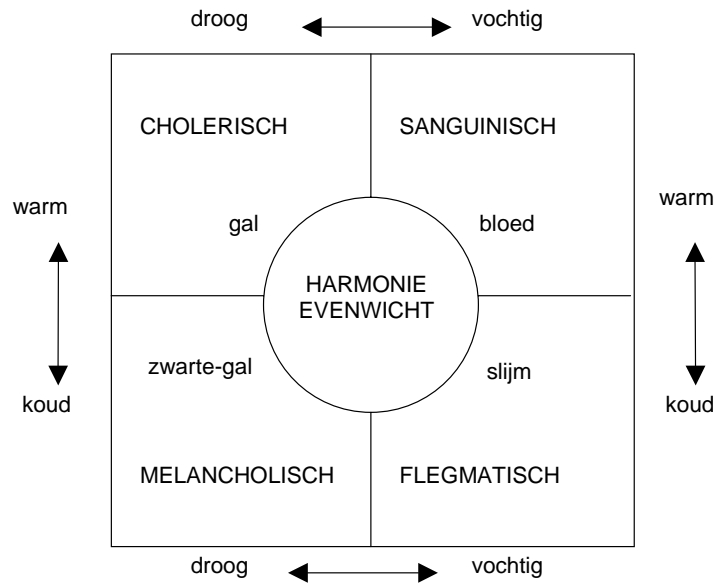 droog vochtig
CHOLERISCH SANGUINISCH
warm warm
gal bloed
HARMONIE
EVENWICHT
zwarte-gal slijm
koud koud
MELANCHOLISCH FLEGMATISCH
droog vochtig